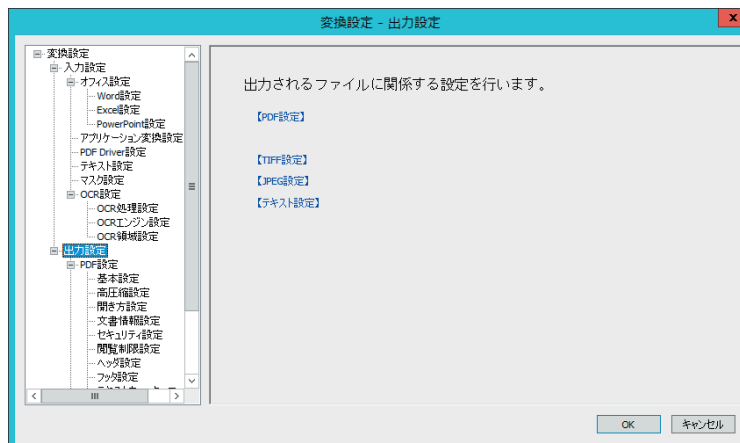 変換設定 - 出力設定
x
変換設定
入力設定
オフィス設定
Word設定
Excel設定
PowerPoint設定
アプリケーション変換設定
PDF Driver設定
テキスト設定
マスク設定
OCR設定
OCR処理設定
OCRエンジン設定
OCR領域設定
出力設定
PDF設定
基本設定
高圧縮設定
開き方設定
文書情報設定
セキュリティ設定
閲覧制限設定
ヘッダ設定
フッタ設定
出力されるファイルに関係する設定を行います。
【PDF設定】
【TIFF設定】
【JPEG設定】
【テキスト設定】
OK
キャンセル